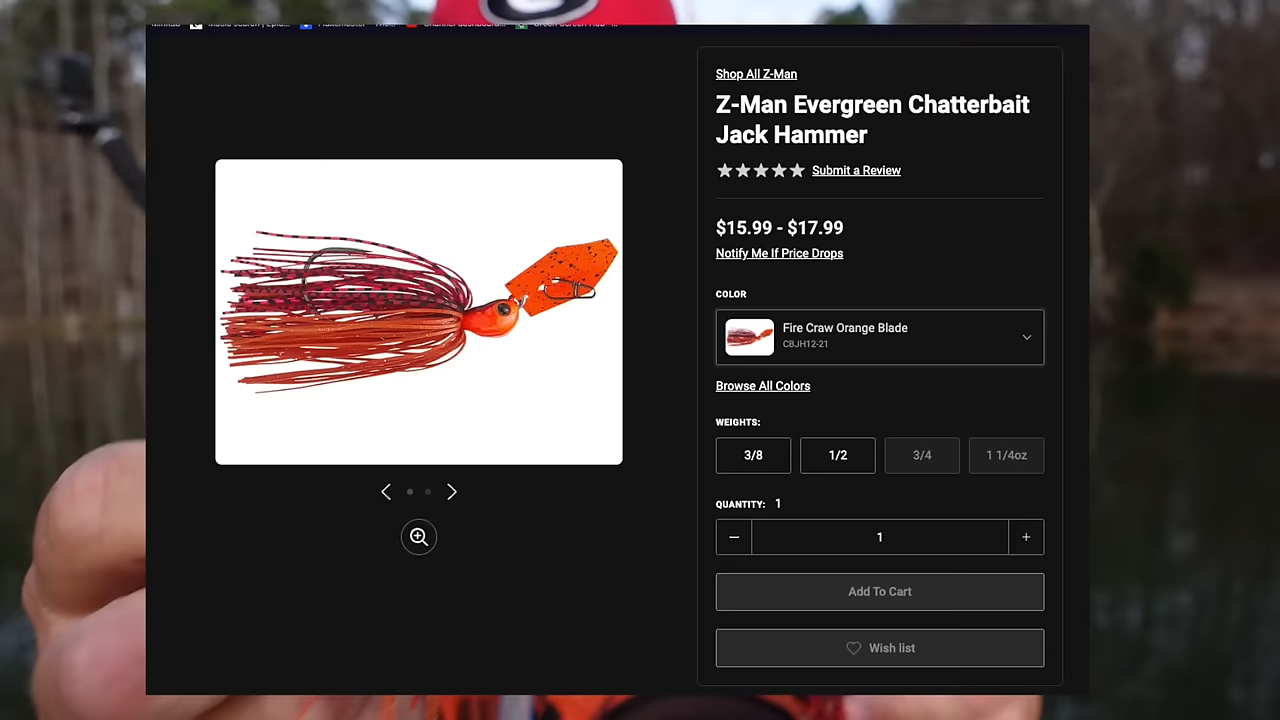 Shop All Z-Man
Z-Man Evergreen Chatterbait
Jack Hammer
Submit a Review
$15.99 - $17.99
Notify Me If Price Drops
COLOR
Fire Craw Orange Blade
CBJH12-21
Browse All Colors
WEIGHTS:
3/8
1/2
3/4
1 1/4oz
QUANTITY: 1
− 1 +
Add To Cart
Wish list